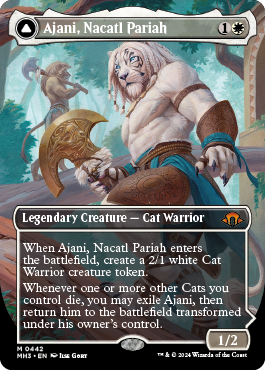 Ajani, Nacatl Pariah 1
Legendary Creature — Cat Warrior
When Ajani, Nacatl Pariah enters
the battlefield, create a 2/1 white Cat
Warrior creature token.
Whenever one or more other Cats you
control die, you may exile Ajani, then
return him to the battlefield transformed
under his owner's control.
1/2
M 0442
MH3 • EN Ilse Gort
™ & © 2024 Wizards of the Coast